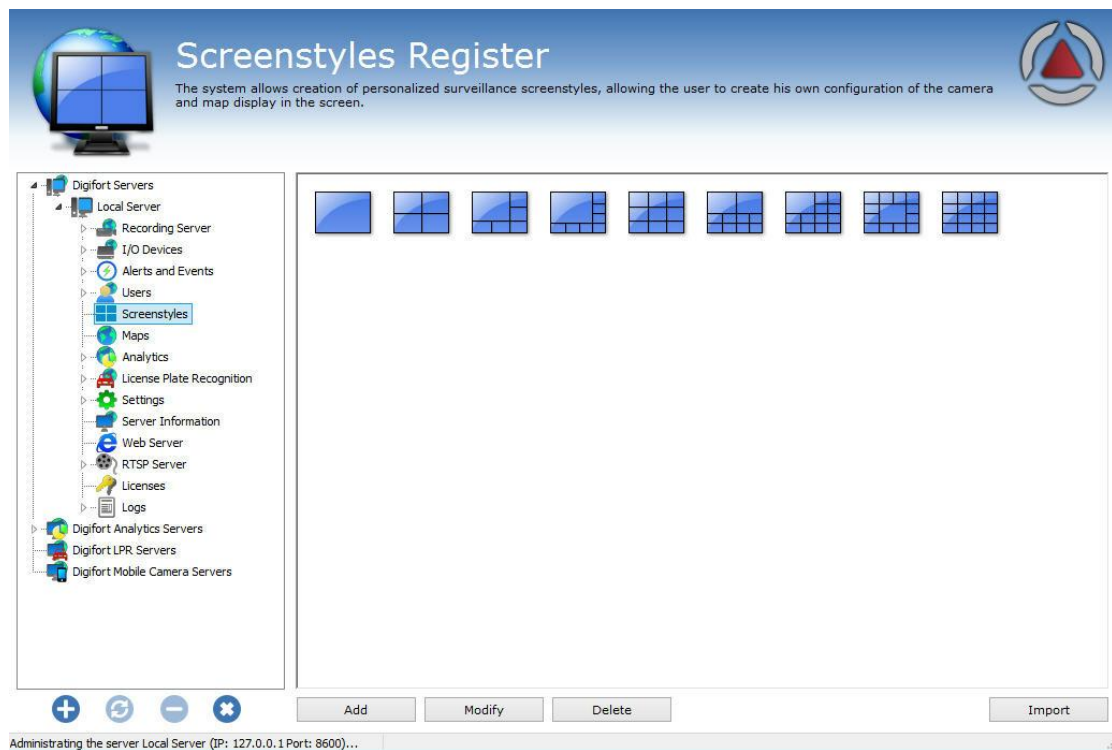 Screenstyles Register
The system allows creation of personalized surveillance screenstyles, allowing the user to create his own configuration of the camera
and map display in the screen.
Digifort Servers
Local Server
Recording Server
I/O Devices
Alerts and Events
Users
Screenstyles
Maps
Analytics
License Plate Recognition
Settings
Server Information
Web Server
RTSP Server
Licenses
Logs
Digifort Analytics Servers
Digifort LPR Servers
Digifort Mobile Camera Servers
Add
Modify
Delete
Import
Administrating the server Local Server (IP: 127.0.0.1 Port: 8600)...